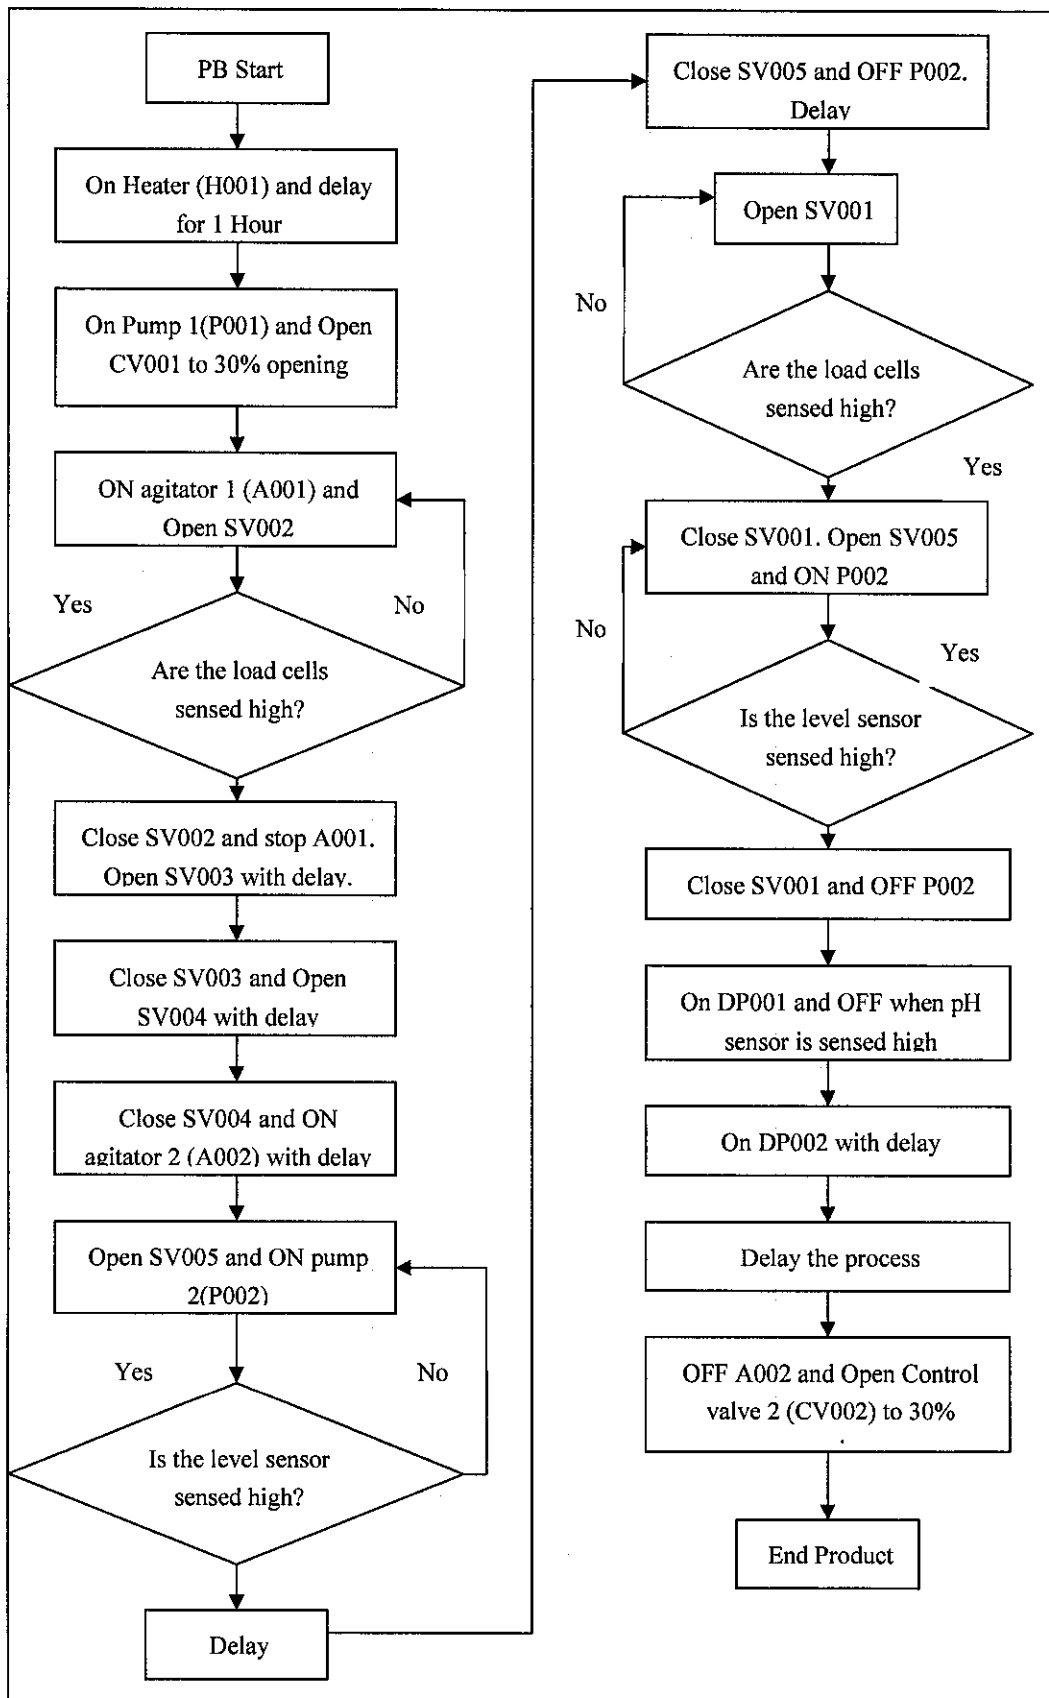 PB Start
On Heater (H001) and delay
for 1 Hour
On Pump 1(P001) and Open
CV001 to 30% opening
ON agitator 1 (A001) and
Open SV002
Yes
No
Are the load cells
sensed high?
Close SV002 and stop A001.
Open SV003 with delay.
Close SV003 and Open
SV004 with delay
Close SV004 and ON
agitator 2 (A002) with delay
Open SV005 and ON pump
2(P002)
Yes
No
Is the level sensor
sensed high?
Delay
Close SV005 and OFF P002.
Delay
Open SV001
No
Are the load cells
sensed high?
Yes
Close SV001. Open SV005
and ON P002
No
Yes
Is the level sensor
sensed high?
Close SV001 and OFF P002
On DP001 and OFF when pH
sensor is sensed high
On DP002 with delay
Delay the process
OFF A002 and Open Control
valve 2 (CV002) to 30%
End Product